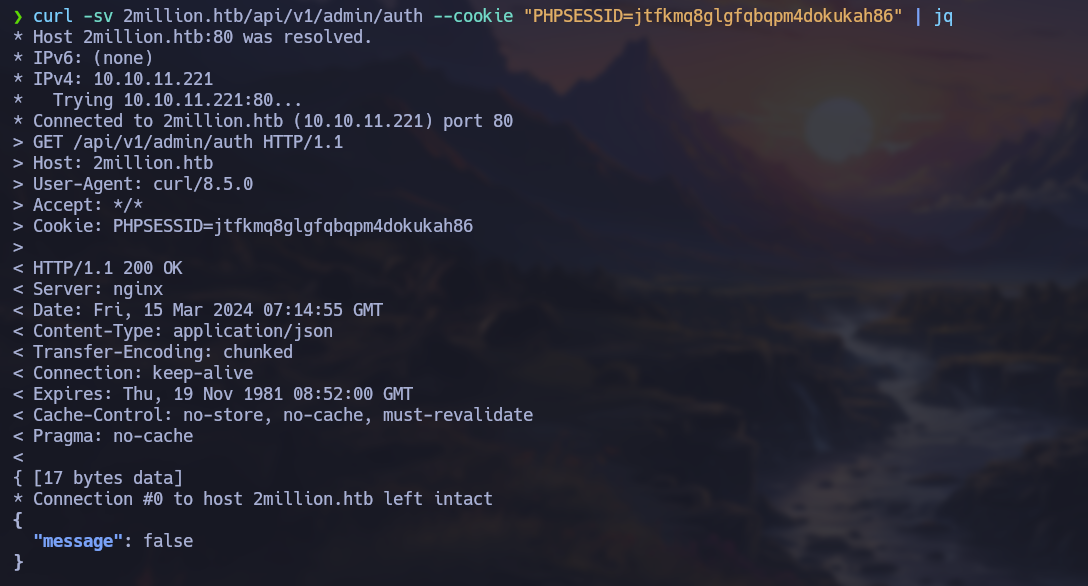 ❯ curl -sv 2million.htb/api/v1/admin/auth --cookie "PHPSESSID=jtfkmq8glgfqbqpm4dokukah86" | jq
* Host 2million.htb:80 was resolved.
* IPv6: (none)
* IPv4: 10.10.11.221
*   Trying 10.10.11.221:80...
* Connected to 2million.htb (10.10.11.221) port 80
> GET /api/v1/admin/auth HTTP/1.1
> Host: 2million.htb
> User-Agent: curl/8.5.0
> Accept: */*
> Cookie: PHPSESSID=jtfkmq8glgfqbqpm4dokukah86
>
< HTTP/1.1 200 OK
< Server: nginx
< Date: Fri, 15 Mar 2024 07:14:55 GMT
< Content-Type: application/json
< Transfer-Encoding: chunked
< Connection: keep-alive
< Expires: Thu, 19 Nov 1981 08:52:00 GMT
< Cache-Control: no-store, no-cache, must-revalidate
< Pragma: no-cache
<
{ [17 bytes data]
* Connection #0 to host 2million.htb left intact
{
  "message": false
}